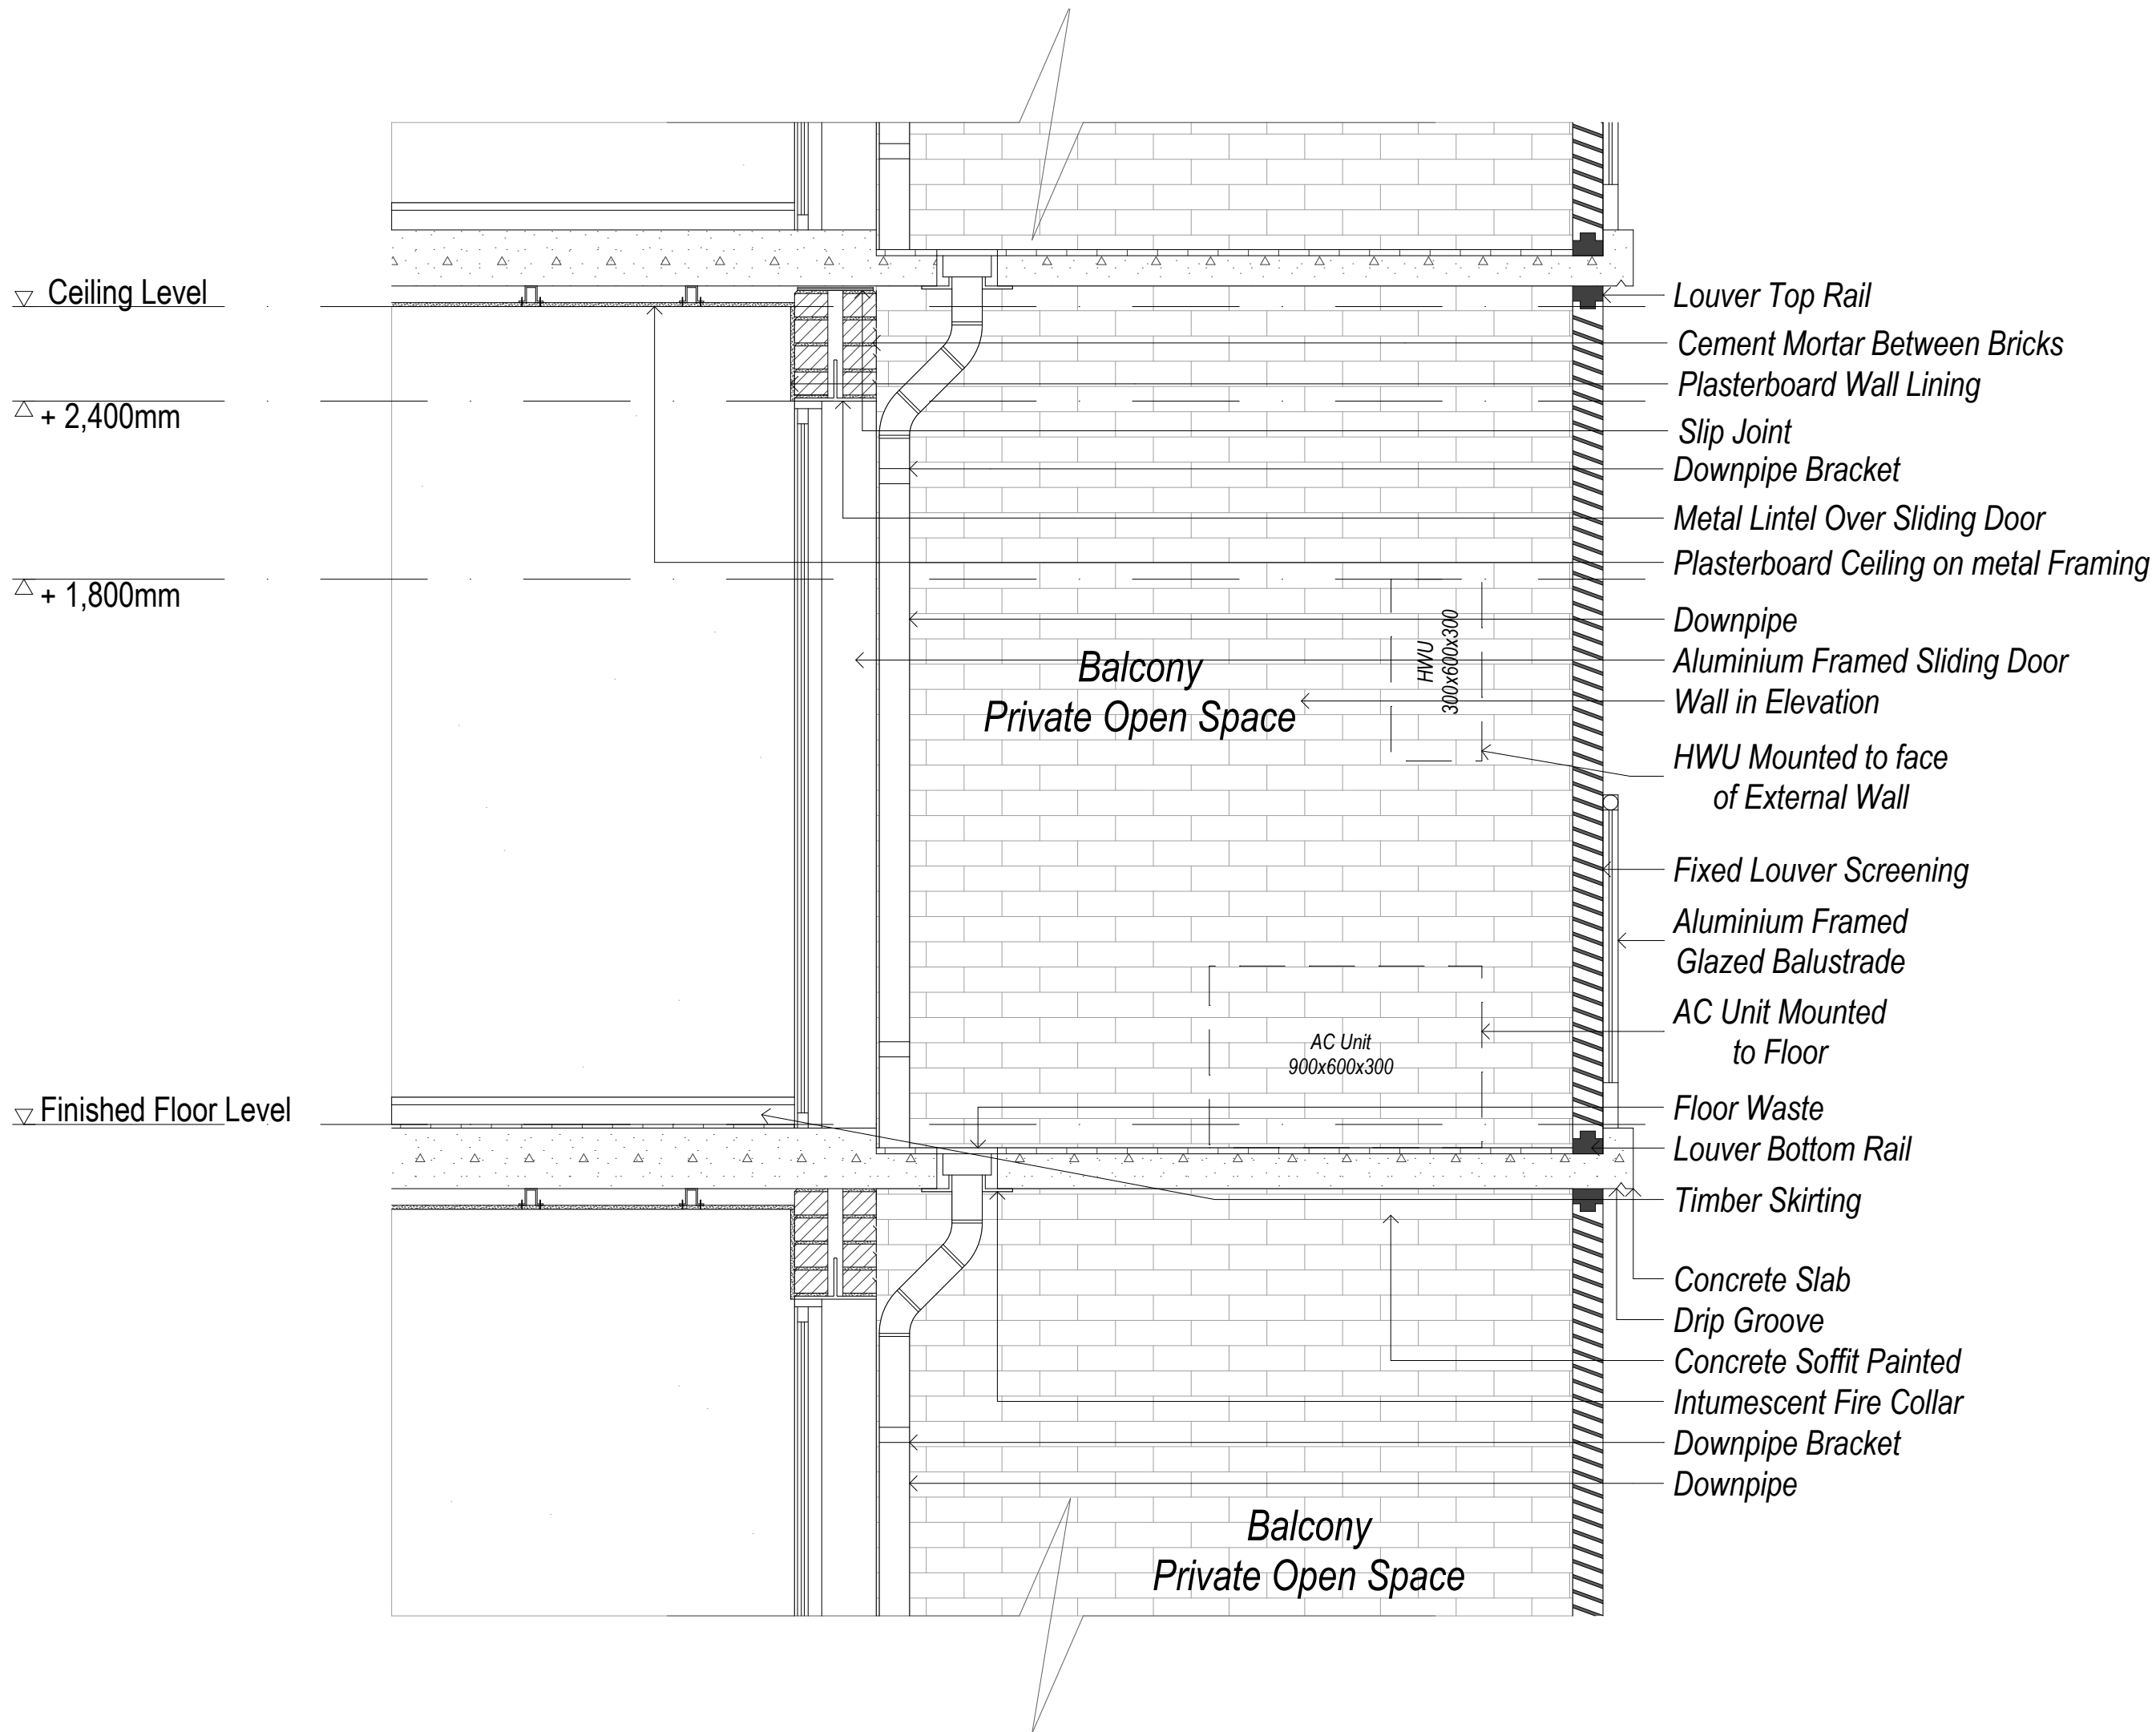 Ceiling Level
+ 2,400mm
+ 1,800mm
Finished Floor Level
Balcony
Private Open Space
HWU
300x600x300
AC Unit
900x600x300
Balcony
Private Open Space
Louver Top Rail
Cement Mortar Between Bricks
Plasterboard Wall Lining
Slip Joint
Downpipe Bracket
Metal Lintel Over Sliding Door
Plasterboard Ceiling on metal Framing
Downpipe
Aluminium Framed Sliding Door
Wall in Elevation
HWU Mounted to face
of External Wall
Fixed Louver Screening
Aluminium Framed
Glazed Balustrade
AC Unit Mounted
to Floor
Floor Waste
Louver Bottom Rail
Timber Skirting
Concrete Slab
Drip Groove
Concrete Soffit Painted
Intumescent Fire Collar
Downpipe Bracket
Downpipe